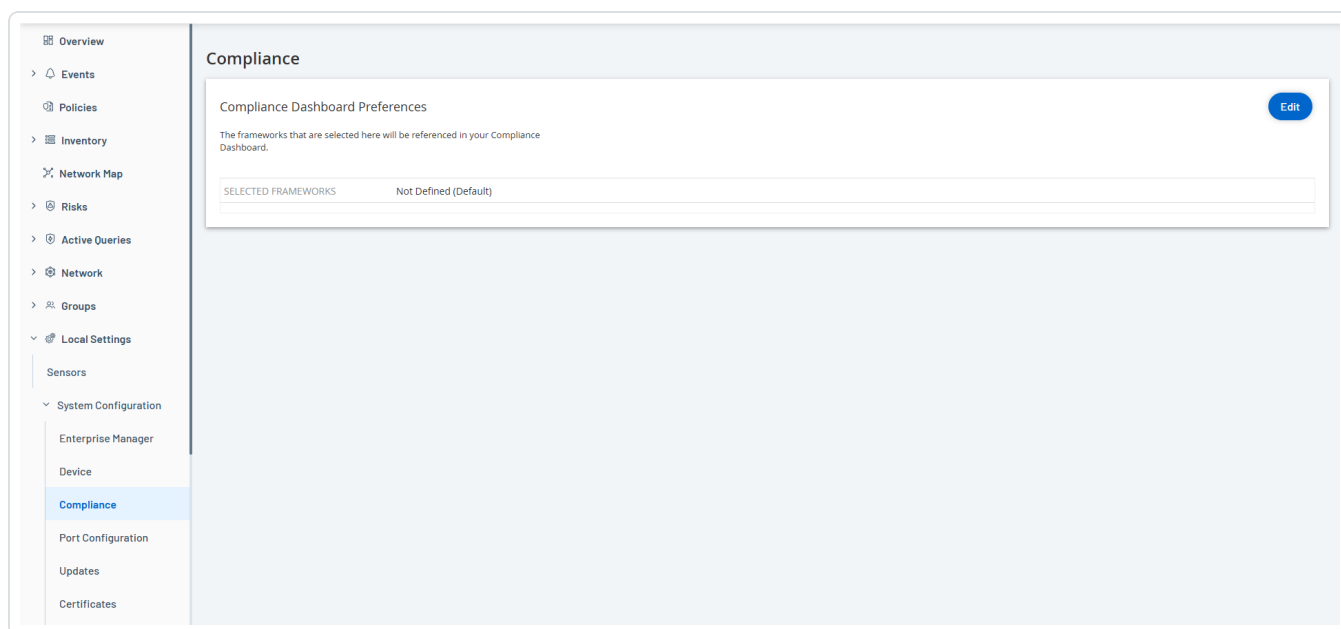 Overview
Events
Policies
Inventory
Network Map
Risks
Active Queries
Network
Groups
Local Settings
Sensors
System Configuration
Enterprise Manager
Device
Compliance
Port Configuration
Updates
Certificates
Compliance
Compliance Dashboard Preferences
Edit
The frameworks that are selected here will be referenced in your Compliance
Dashboard.
SELECTED FRAMEWORKS Not Defined (Default)